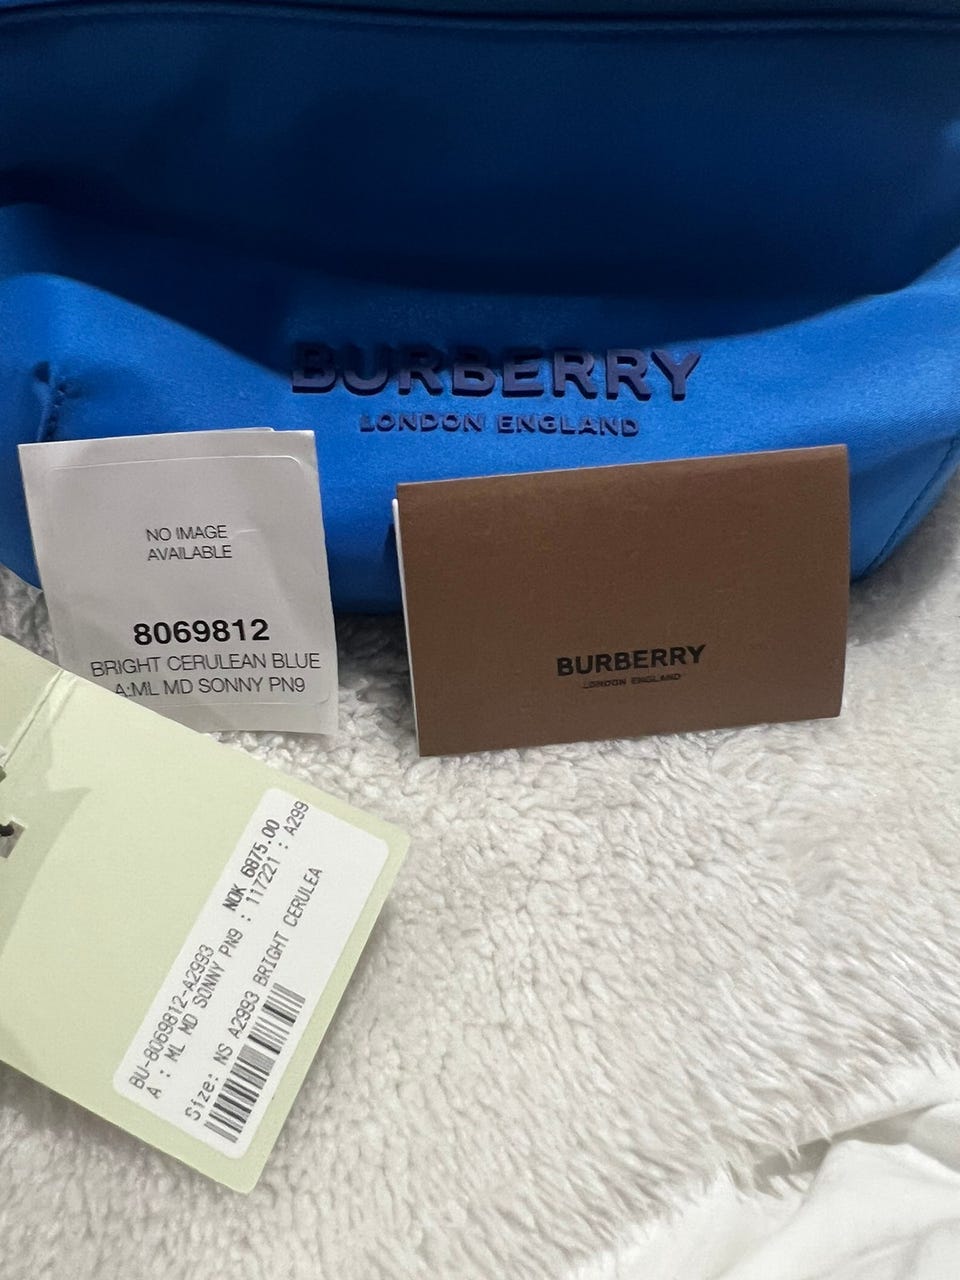 BURBERRY
LONDON ENGLAND
NO IMAGE
AVAILABLE
8069812
BRIGHT CERULEAN BLUE
A:ML MD SONNY PN9
BURBERRY
LONDON ENGLAND
BU-8069812-A2993 NOK 6875.00
A : ML MD SONNY PN9 : 117221 : A299
Size: NS A2993 BRIGHT CERULEA